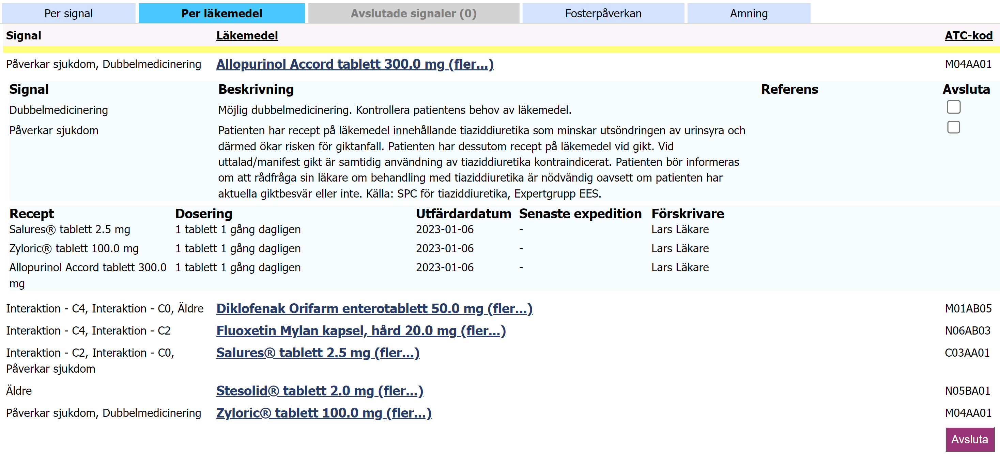 Per signal Per läkemedel Avslutade signaler (0) Fosterpåverkan Amning
Signal Läkemedel ATC-kod
Påverkar sjukdom, Dubbelmedicinering Allopurinol Accord tablett 300.0 mg (fler...) M04AA01
Signal Beskrivning Referens Avsluta
Dubbelmedicinering Möjlig dubbelmedicinering. Kontrollera patientens behov av läkemedel.
Påverkar sjukdom Patienten har recept på läkemedel innehållande tiaziddiuretika som minskar utsöndringen av urinsyra och
därmed ökar risken för giktanfall. Patienten har dessutom recept på läkemedel vid gikt. Vid
uttalad/manifest gikt är samtidig användning av tiaziddiuretika kontraindicerat. Patienten bör informeras
om att rådfråga sin läkare om behandling med tiaziddiuretika är nödvändig oavsett om patienten har
aktuella giktbesvär eller inte. Källa: SPC för tiaziddiuretika, Expertgrupp EES.
Recept Dosering Utfärdardatum Senaste expedition Förskrivare
Salures® tablett 2.5 mg 1 tablett 1 gång dagligen 2023-01-06 - Lars Läkare
Zyloric® tablett 100.0 mg 1 tablett 1 gång dagligen 2023-01-06 - Lars Läkare
Allopurinol Accord tablett 300.0 1 tablett 1 gång dagligen 2023-01-06 - Lars Läkare
mg
Interaktion - C4, Interaktion - C0, Äldre Diklofenak Orifarm enterotablett 50.0 mg (fler...) M01AB05
Interaktion - C4, Interaktion - C2 Fluoxetin Mylan kapsel, hård 20.0 mg (fler...) N06AB03
Interaktion - C2, Interaktion - C0, Salures® tablett 2.5 mg (fler...) C03AA01
Påverkar sjukdom
Äldre Stesolid® tablett 2.0 mg (fler...) N05BA01
Påverkar sjukdom, Dubbelmedicinering Zyloric® tablett 100.0 mg (fler...) M04AA01
Avsluta